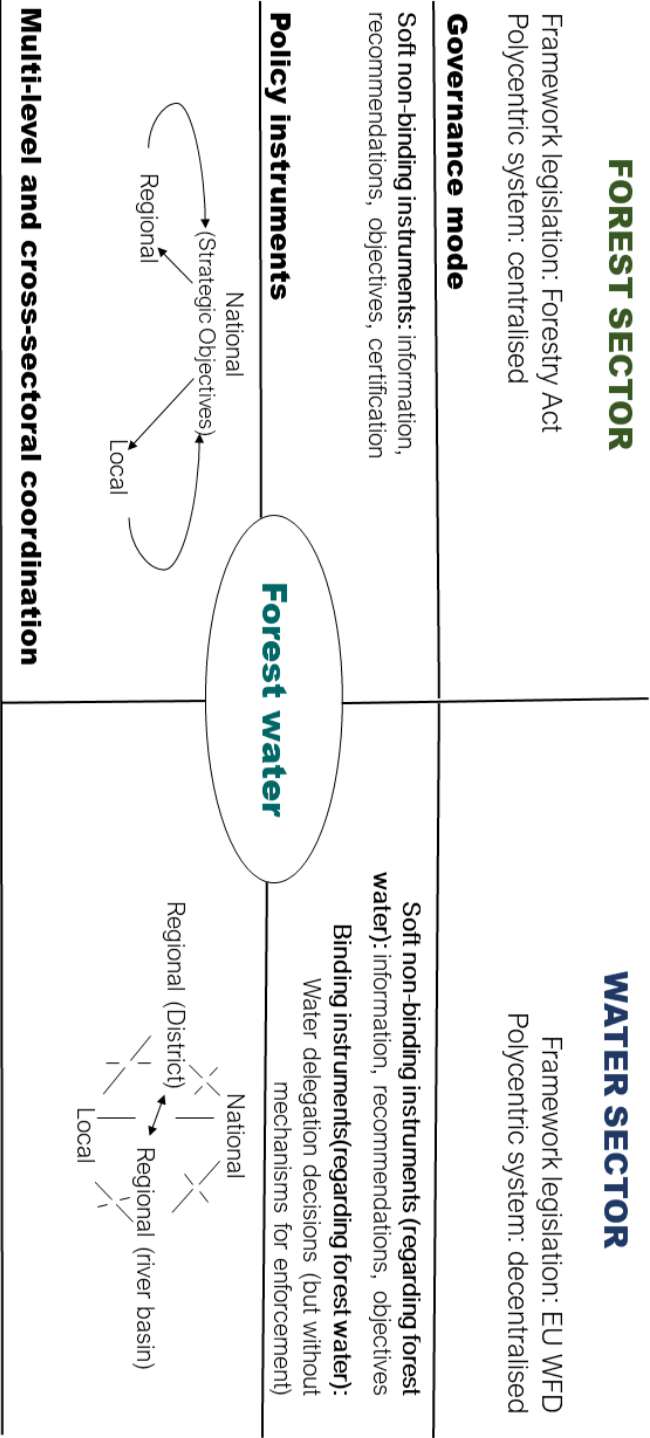 FOREST SECTOR
WATER SECTOR
Framework legislation: Forestry Act
Polycentric system: centralised
Framework legislation: EU WFD
Polycentric system: decentralised
Governance mode
Soft non-binding instruments: information,
recommendations, objectives, certification
Soft non-binding instruments (regarding forest
water): information, recommendations, objectives
Binding instruments(regarding forest water):
Water delegation decisions (but without
mechanisms for enforcement)
Policy instruments
Forest water
National
(Strategic Objectives)
Regional
Local
National
Regional (District)
Regional (river basin)
Local
Multi-level and cross-sectoral coordination